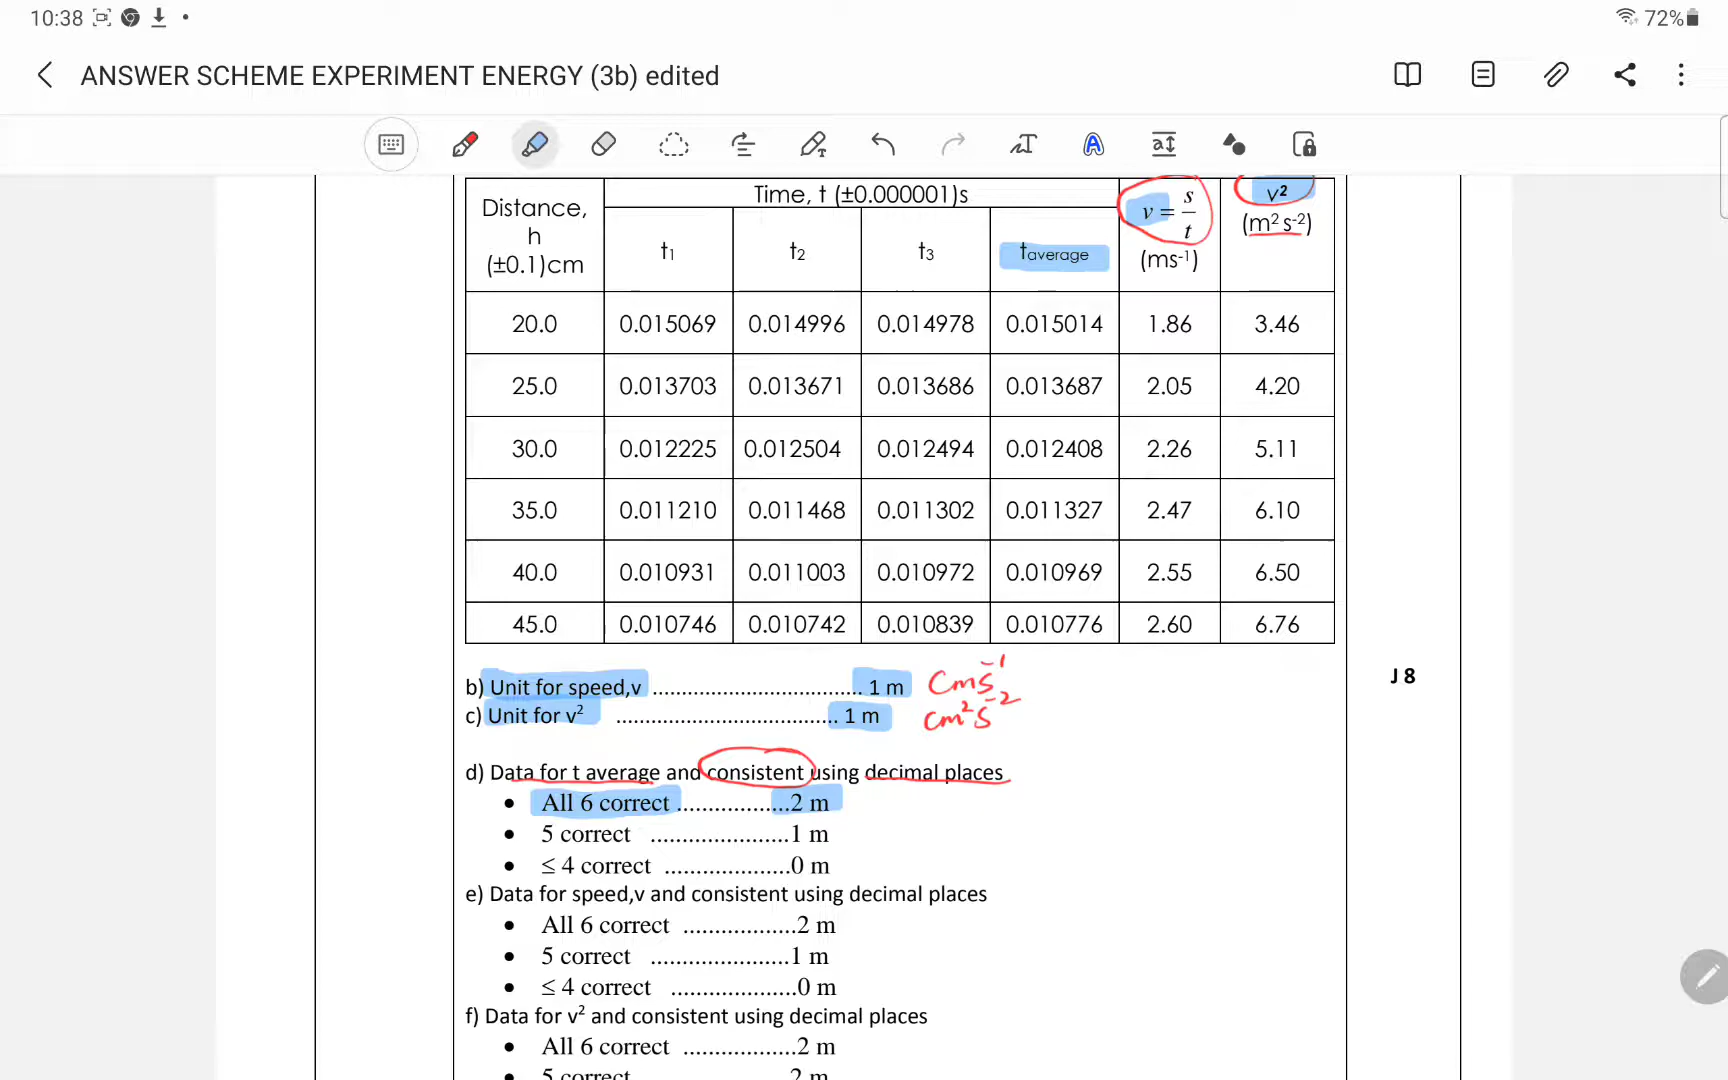 10:38
72%
ANSWER SCHEME EXPERIMENT ENERGY (3b) edited
Distance, h (±0.1)cm
Time, t (±0.000001)s
t₁ t₂ t₃ taverage
v = s/t (ms-1)
v² (m² s-2)
20.0 0.015069 0.014996 0.014978 0.015014 1.86 3.46
25.0 0.013703 0.013671 0.013686 0.013687 2.05 4.20
30.0 0.012225 0.012504 0.012494 0.012408 2.26 5.11
35.0 0.011210 0.011468 0.011302 0.011327 2.47 6.10
40.0 0.010931 0.011003 0.010972 0.010969 2.55 6.50
45.0 0.010746 0.010742 0.010839 0.010776 2.60 6.76
b) Unit for speed,v ...................................... 1 m cms-1
c) Unit for v² ...................................... 1 m cm²s-2
J 8
d) Data for t average and consistent using decimal places
• All 6 correct ..................2 m
• 5 correct .....................1 m
• ≤ 4 correct ...................0 m
e) Data for speed,v and consistent using decimal places
• All 6 correct .................2 m
• 5 correct .....................1 m
• ≤ 4 correct ...................0 m
f) Data for v² and consistent using decimal places
• All 6 correct .................2 m
• 5 correct .....................2 m